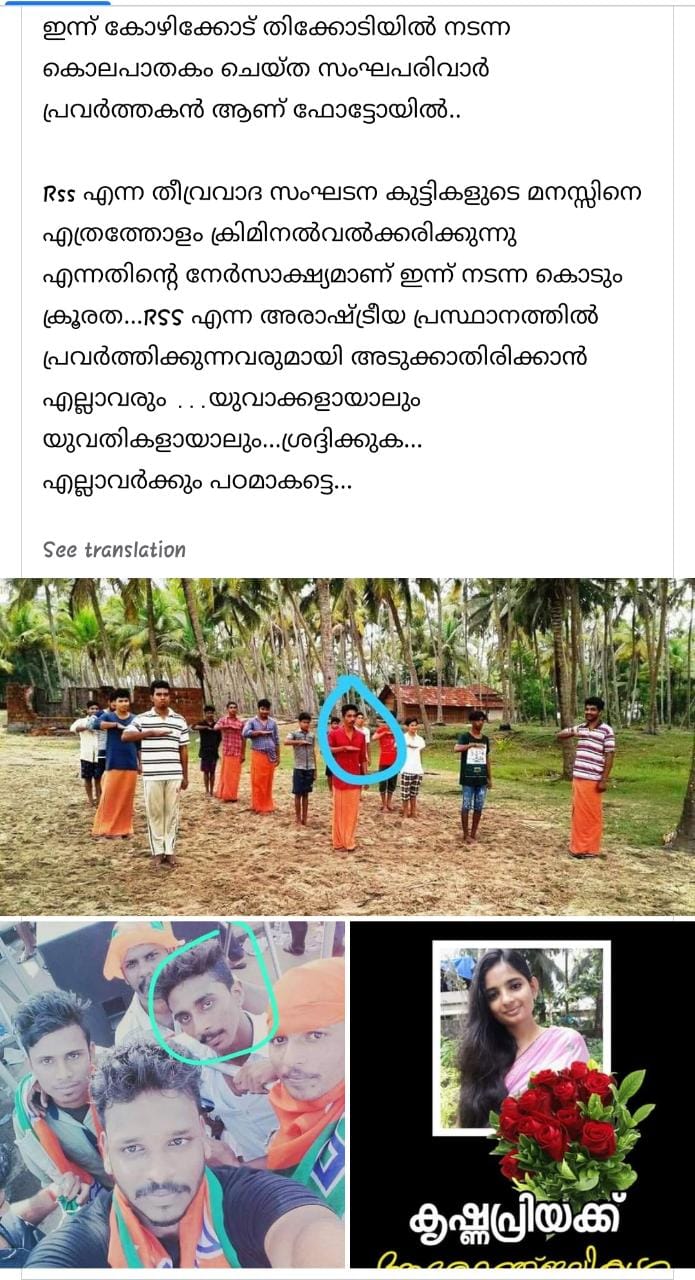 ഇന്ന് കോഴിക്കോട് തിക്കോടിയിൽ നടന്ന
കൊലപാതകം ചെയ്ത സംഘപരിവാർ
പ്രവർത്തകൻ ആണ് ഫോട്ടോയിൽ..
Rss എന്ന തീവ്രവാദ സംഘടന കുട്ടികളുടെ മനസ്സിനെ
എത്രത്തോളം ക്രിമിനൽവൽക്കരിക്കുന്നു
എന്നതിന്റെ നേർസാക്ഷ്യമാണ് ഇന്ന് നടന്ന കൊടും
ക്രൂരത...RSS എന്ന അരാഷ്ട്രീയ പ്രസ്ഥാനത്തിൽ
പ്രവർത്തിക്കുന്നവരുമായി അടുക്കാതിരിക്കാൻ
എല്ലാവരും ...യുവാക്കളായാലും
യുവതികളായാലും...ശ്രദ്ദിക്കുക...
എല്ലാവർക്കും പഠമാകട്ടെ...
See translation
കൃഷ്ണപ്രിയക്ക്